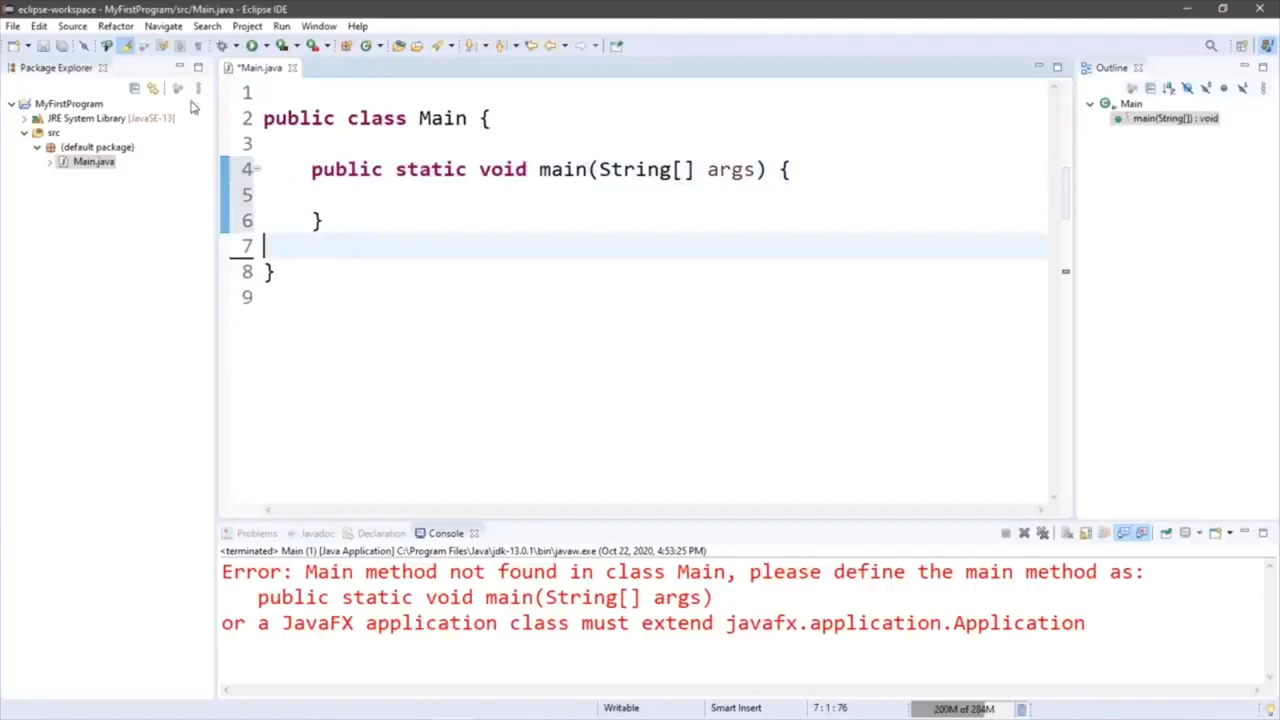 eclipse-workspace - MyFirstProgram/src/Main.java - Eclipse IDE
File Edit Source Refactor Navigate Search Project Run Window Help
Package Explorer
*Main.java
Outline
MyFirstProgram
JRE System Library [JavaSE-13]
src
(default package)
Main.java
1
2 public class Main {
3
4 public static void main(String[] args) {
5
6 }
7
8 }
9
Main
main(String[]) : void
Problems Javadoc Declaration Console
<terminated> Main (1) [Java Application] C:\Program Files\Java\jdk-13.0.1\bin\javaw.exe (Oct 22, 2020, 4:53:25 PM)
Error: Main method not found in class Main, please define the main method as:
public static void main(String[] args)
or a JavaFX application class must extend javafx.application.Application
Writable Smart Insert 7 : 1 : 76 200M of 284M